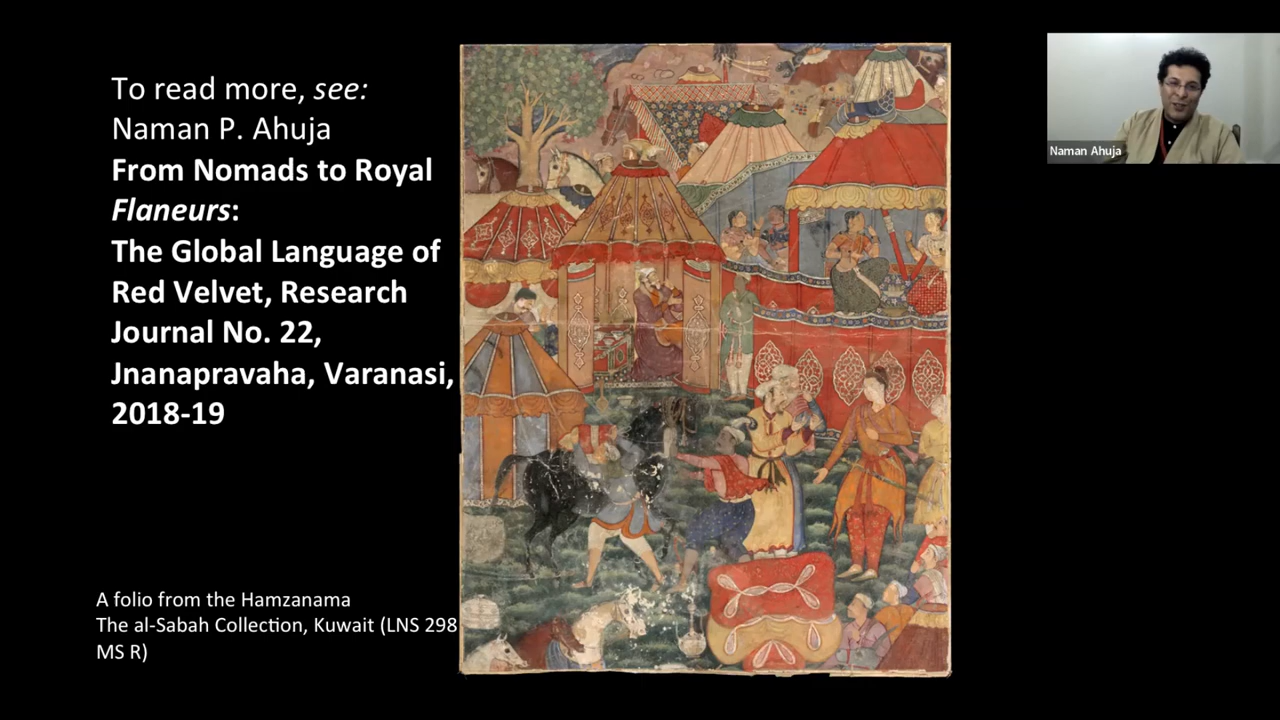 To read more, see:
Naman P. Ahuja
From Nomads to Royal
Flaneurs:
The Global Language of
Red Velvet, Research
Journal No. 22,
Jnanapravaha, Varanasi,
2018-19
A folio from the Hamzanama
The al-Sabah Collection, Kuwait (LNS 298
MS R)
Naman Ahuja